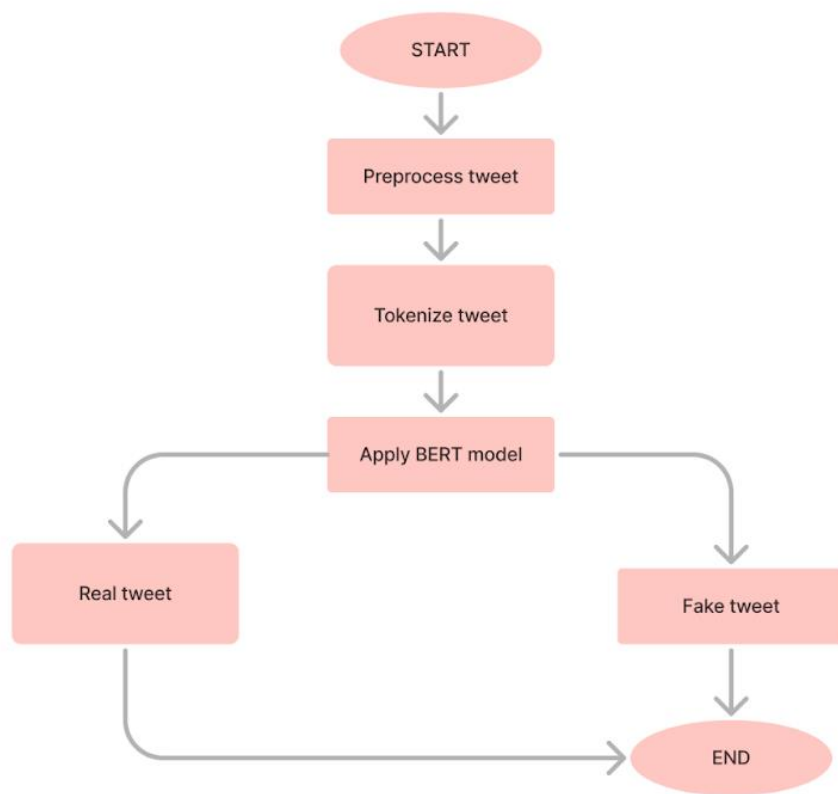 START
Preprocess tweet
Tokenize tweet
Apply BERT model
Real tweet
Fake tweet
END